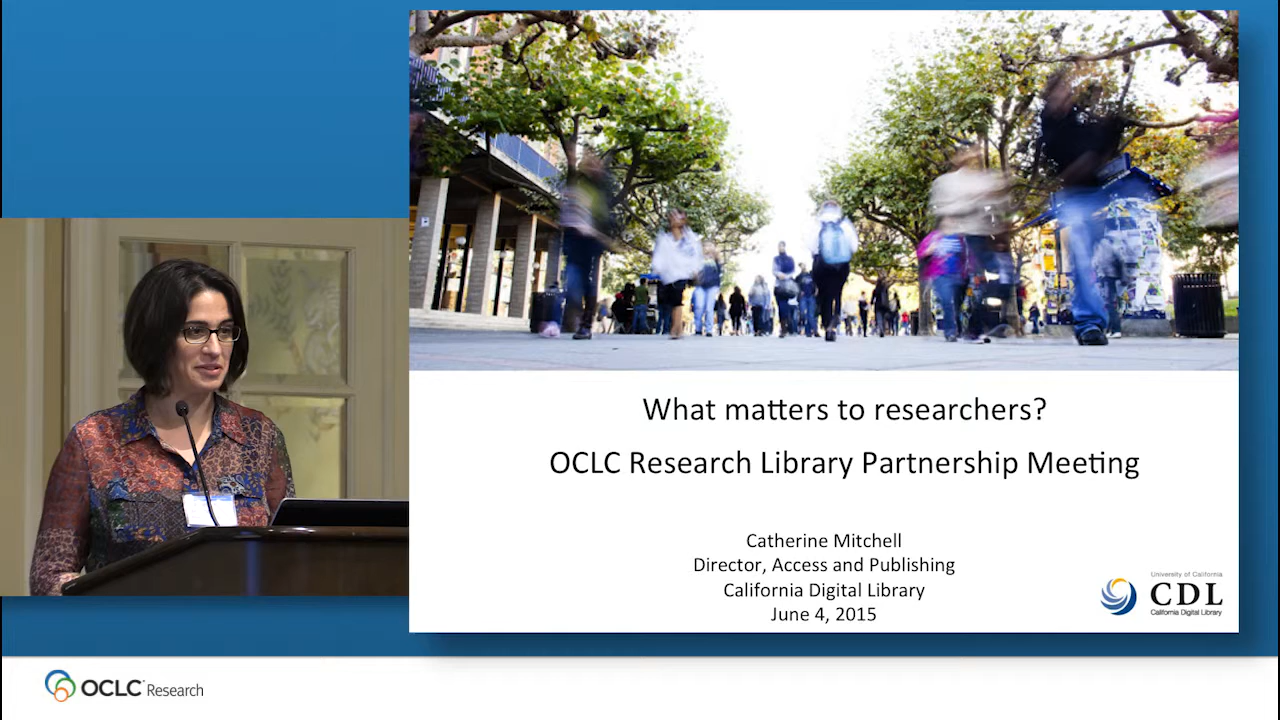 What matters to researchers?
OCLC Research Library Partnership Meeting
Catherine Mitchell
Director, Access and Publishing
California Digital Library
June 4, 2015
University of California
CDL
California Digital Library
OCLC Research